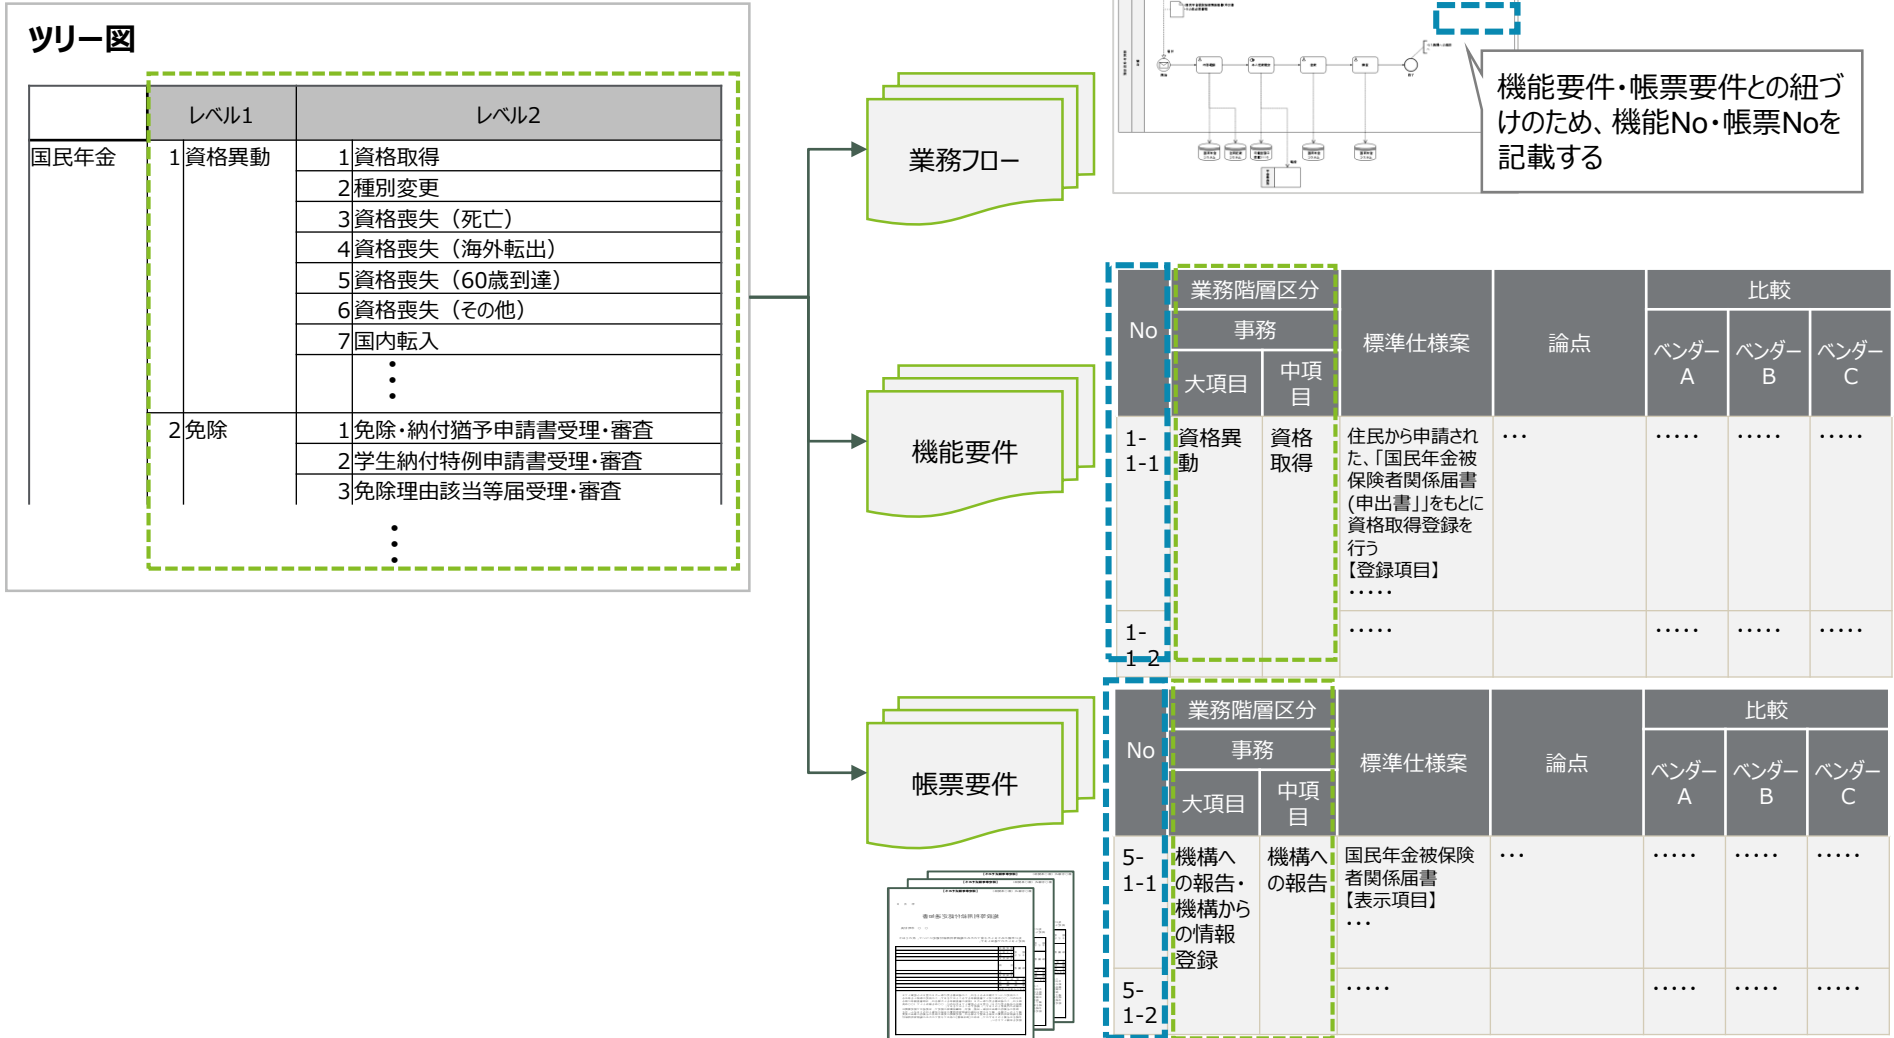 ツリー図
レベル1 レベル2
国民年金 1 資格異動 1 資格取得
2 種別変更
3 資格喪失（死亡）
4 資格喪失（海外転出）
5 資格喪失（60歳到達）
6 資格喪失（その他）
7 国内転入
・
・
・
2 免除 1 免除・納付猶予申請書受理・審査
2 学生納付特例申請書受理・審査
3 免除理由該当等届受理・審査
・
・
・
業務フロー
機能要件
帳票要件
機能要件・帳票要件との紐づ
けのため、機能No・帳票Noを
記載する
No 業務階層区分 標準仕様案 論点 比較
事務
大項目 中項
目
ベンダー
A
ベンダー
B
ベンダー
C
1-
1-1
資格異
動
資格
取得
住民から申請され
た、「国民年金被
保険者関係届書
(申出書」」をもとに
資格取得登録を
行う
【登録項目】
・・・・・
・・・
・・・・・ ・・・・・ ・・・・・
1-
1-2
・・・・・ ・・・・・ ・・・・・ ・・・・・
No 業務階層区分 標準仕様案 論点 比較
事務
大項目 中項
目
ベンダー
A
ベンダー
B
ベンダー
C
5-
1-1
機構へ
の報告・
機構から
の情報
登録
機構へ
の報告
国民年金被保険
者関係届書
【表示項目】
・・・
・・・
・・・・・ ・・・・・ ・・・・・
5-
1-2
・・・・・ ・・・・・ ・・・・・ ・・・・・